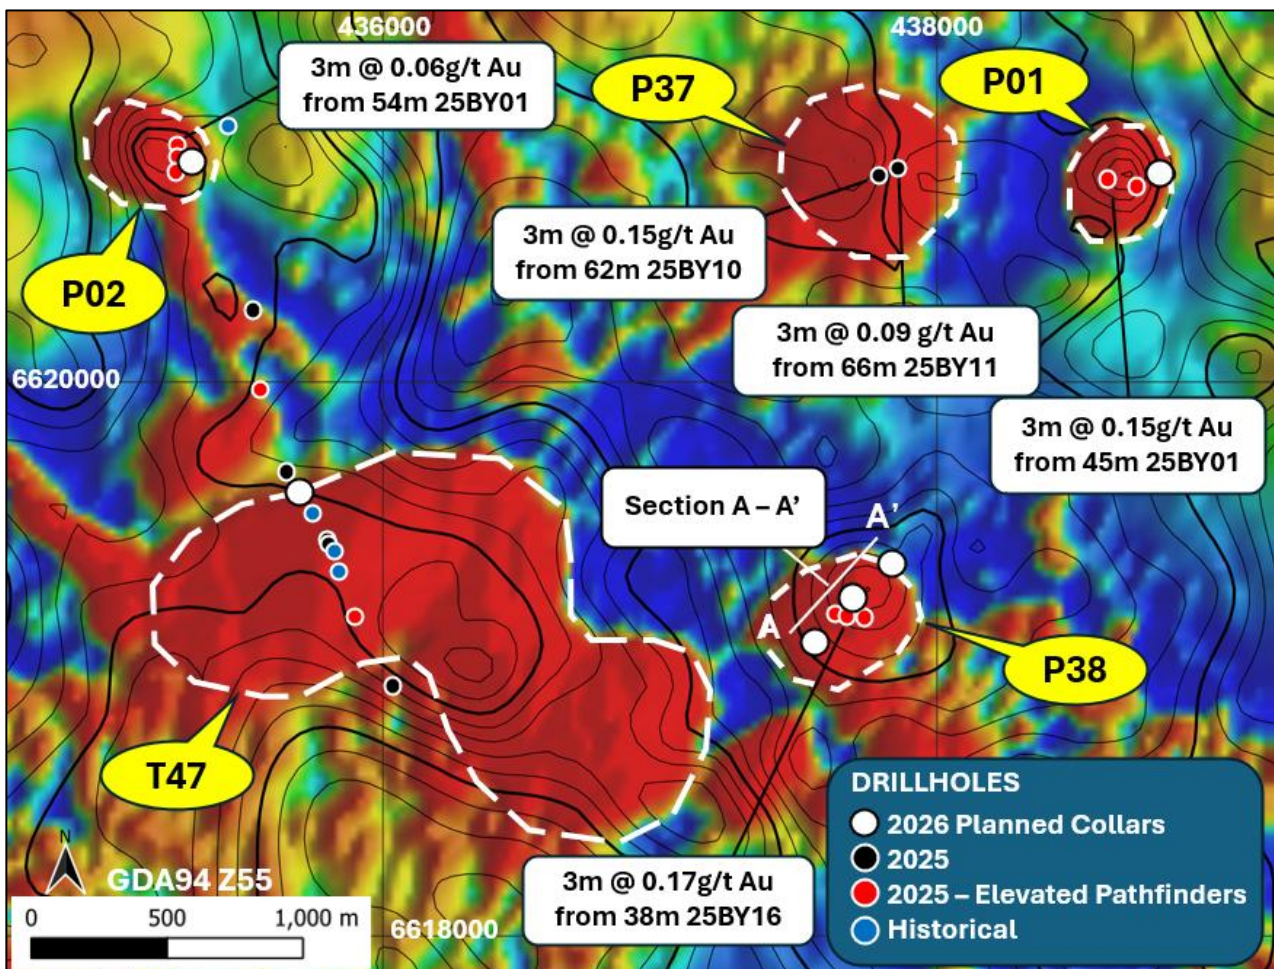 436000
438000
3m @ 0.06g/t Au
from 54m 25BY01
P37
P01
P02
3m @ 0.15g/t Au
from 62m 25BY10
3m @ 0.09 g/t Au
from 66m 25BY11
6620000
3m @ 0.15g/t Au
from 45m 25BY01
Section A – A’
A’
A
P38
T47
DRILLHOLES
2026 Planned Collars
2025
2025 – Elevated Pathfinders
Historical
N
GDA94 Z55
0 500 1,000 m
3m @ 0.17g/t Au
from 38m 25BY16
6618000